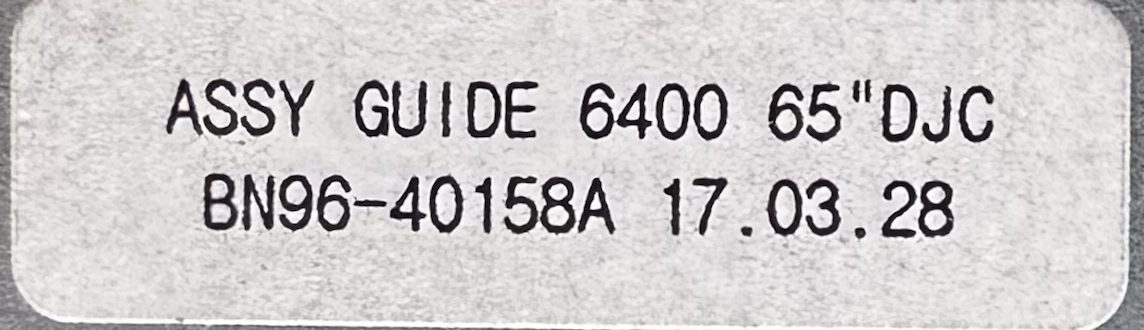 ASSY GUIDE 6400 65"DJC
BN96-40158A 17.03.28